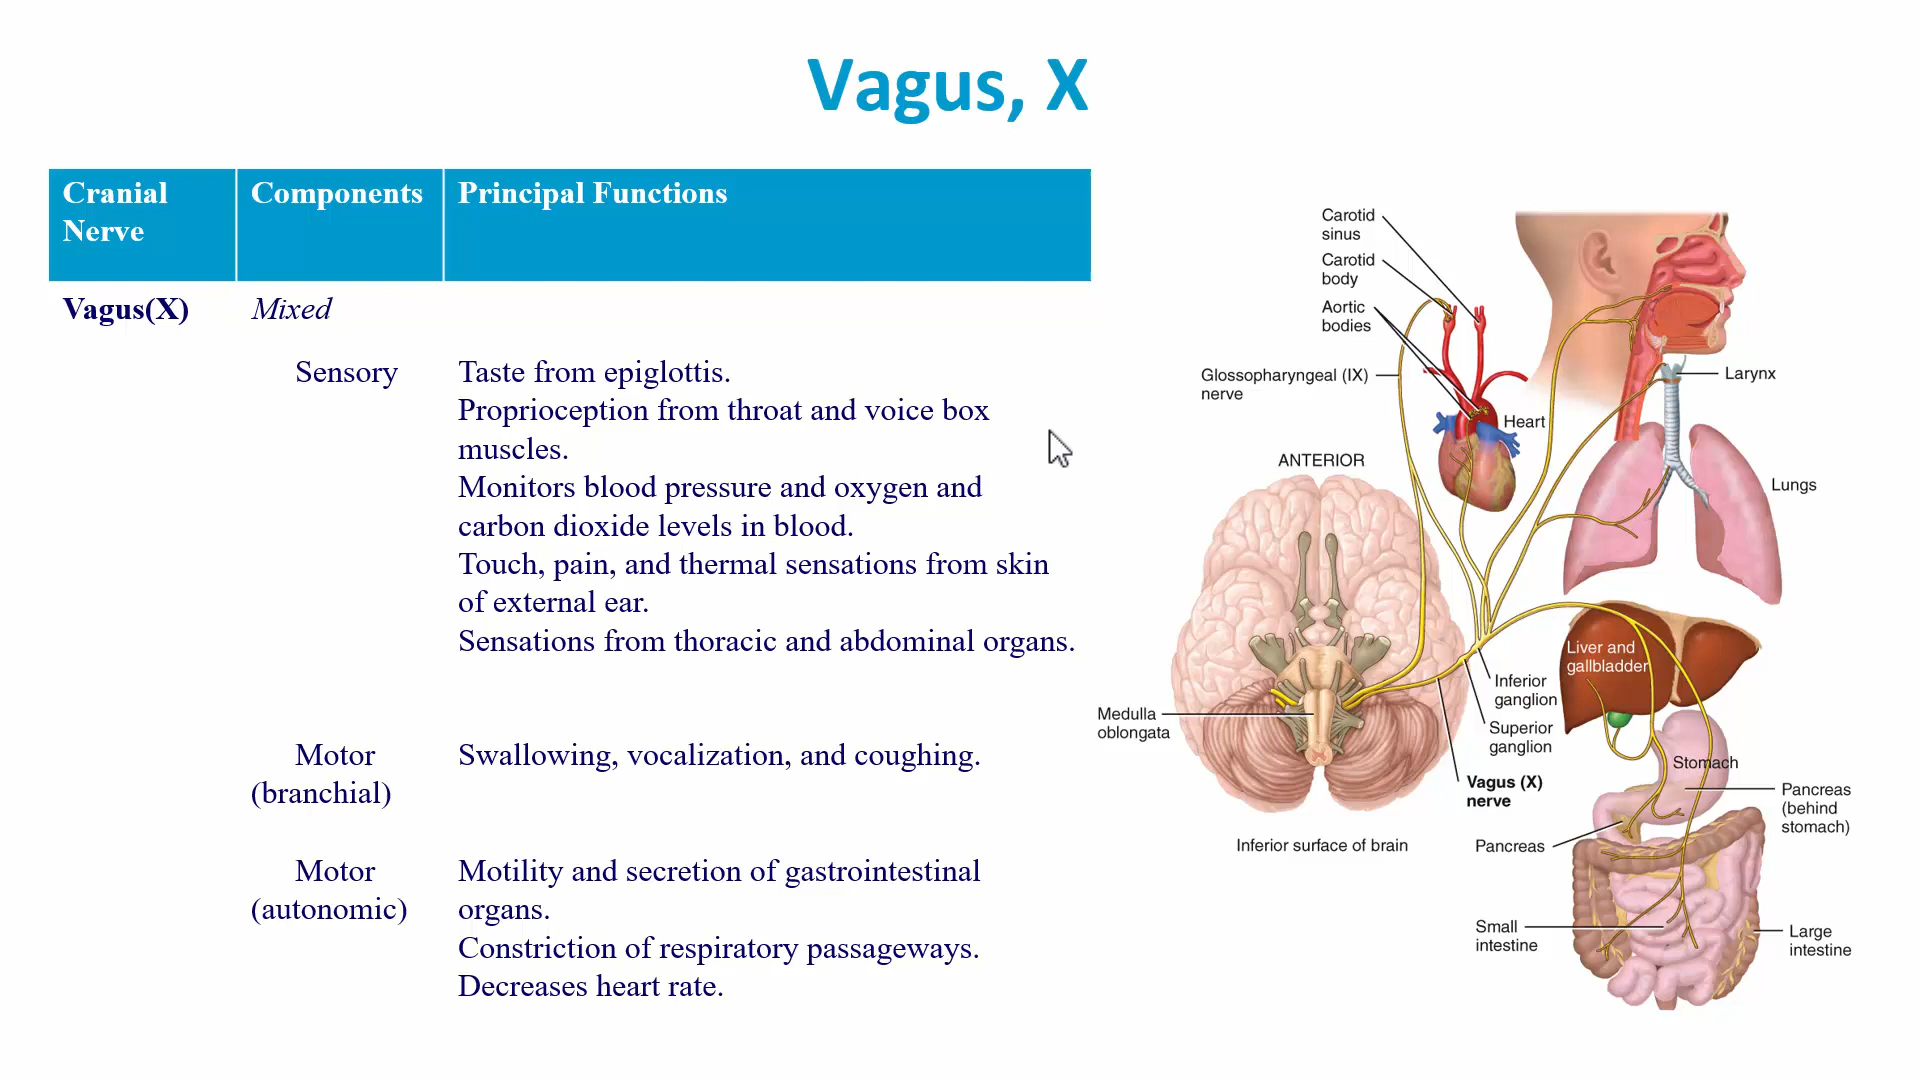 Vagus, X
Cranial
Nerve
Components
Principal Functions
Vagus(X)
Mixed
Sensory
Taste from epiglottis.
Proprioception from throat and voice box
muscles.
Monitors blood pressure and oxygen and
carbon dioxide levels in blood.
Touch, pain, and thermal sensations from skin
of external ear.
Sensations from thoracic and abdominal organs.
Motor
(branchial)
Swallowing, vocalization, and coughing.
Motor
(autonomic)
Motility and secretion of gastrointestinal
organs.
Constriction of respiratory passageways.
Decreases heart rate.
Carotid
sinus
Carotid
body
Aortic
bodies
Glossopharyngeal (IX)
nerve
Larynx
Heart
ANTERIOR
Lungs
Liver and
gallbladder
Inferior
ganglion
Medulla
oblongata
Superior
ganglion
Stomach
Vagus (X)
nerve
Pancreas
(behind
stomach)
Inferior surface of brain
Pancreas
Small
intestine
Large
intestine